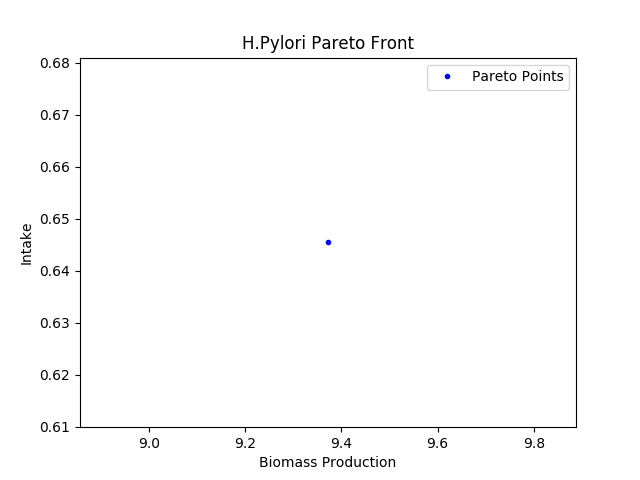 H.Pylori Pareto Front
Pareto Points
0.68
0.67
0.66
0.65
0.64
0.63
0.62
0.61
Intake
9.0 9.2 9.4 9.6 9.8
Biomass Production